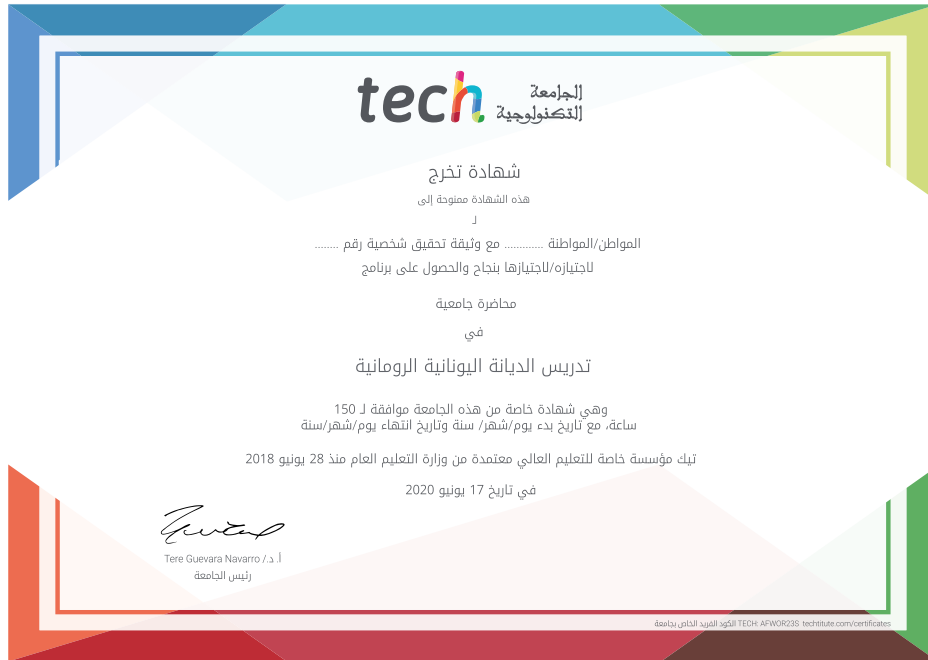 tech الجامعة
التكنولوجية
شهادة تخرج
هذه الشهادة ممنوحة إلى
لـ
المواطن/المواطنة ............ مع وثيقة تحقيق شخصية رقم ........
لاجتيازه/لاجتيازها بنجاح والحصول على برنامج
محاضرة جامعية
في
تدريس الديانة اليونانية الرومانية
وهي شهادة خاصة من هذه الجامعة موافقة لـ 150
ساعة، مع تاريخ بدء يوم/شهر/ سنة وتاريخ انتهاء يوم/شهر/سنة
تيك مؤسسة خاصة للتعليم العالي معتمدة من وزارة التعليم العام منذ 28 يونيو 2018
في تاريخ 17 يونيو 2020
أ. د./ Tere Guevara Navarro
رئيس الجامعة
الكود الفريد الخاص بجامعة TECH: AFWOR23S techtitute.com/certificates